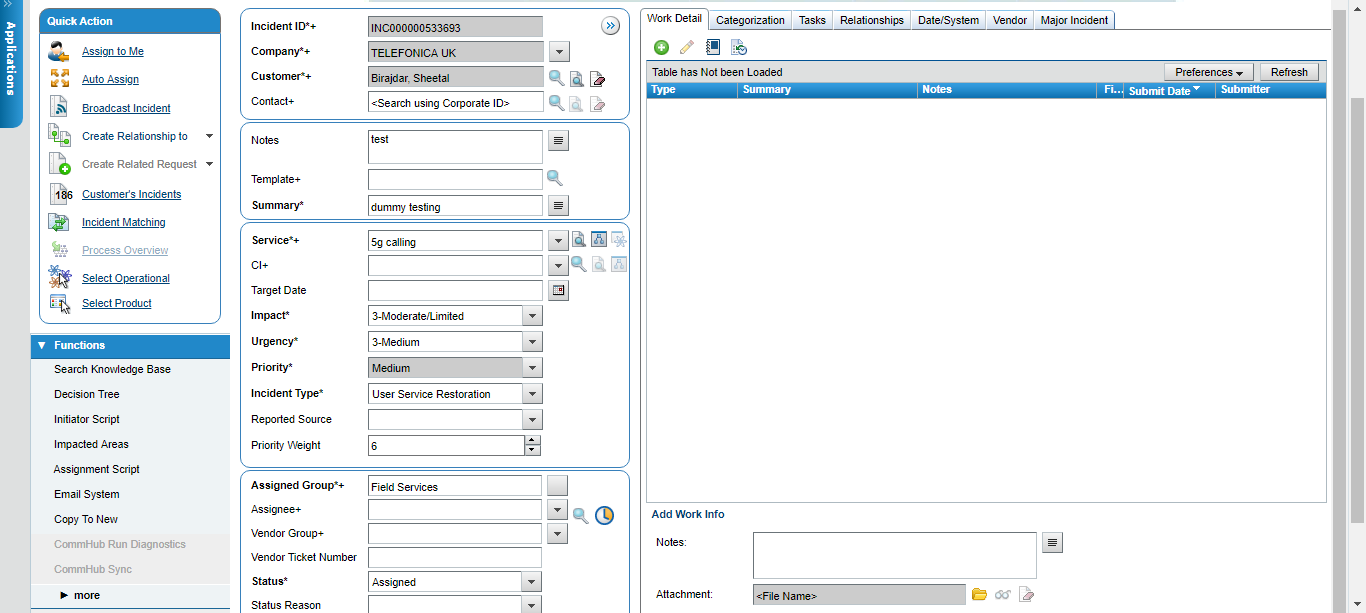 Applications
Quick Action
Assign to Me
Auto Assign
Broadcast Incident
Create Relationship to
Create Related Request
186 Customer's Incidents
Incident Matching
Process Overview
Select Operational
Select Product
Functions
Search Knowledge Base
Decision Tree
Initiator Script
Impacted Areas
Assignment Script
Email System
Copy To New
CommHub Run Diagnostics
CommHub Sync
more
Incident ID*+ INC000000533693
Company*+ TELEFONICA UK
Customer*+ Birajdar, Sheetal
Contact+ <Search using Corporate ID>
Notes test
Template+
Summary* dummy testing
Service*+ 5g calling
CI+
Target Date
Impact* 3-Moderate/Limited
Urgency* 3-Medium
Priority* Medium
Incident Type* User Service Restoration
Reported Source
Priority Weight 6
Assigned Group*+ Field Services
Assignee+
Vendor Group+
Vendor Ticket Number
Status* Assigned
Status Reason
Work Detail Categorization Tasks Relationships Date/System Vendor Major Incident
Table has Not been Loaded Preferences Refresh
Type Summary Notes Fi... Submit Date Submitter
Add Work Info
Notes:
Attachment: <File Name>